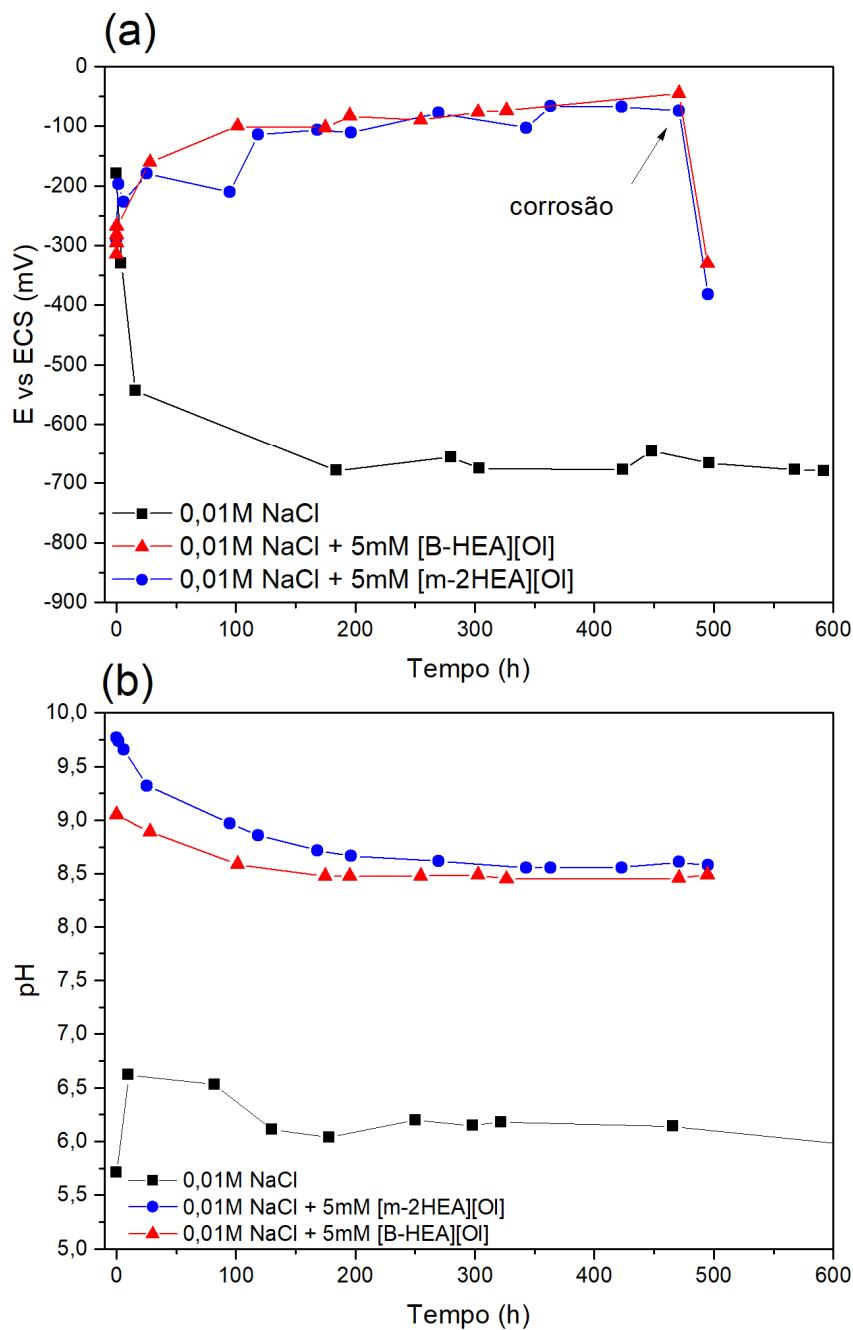 (a)
0
-100
-200
-300
-400
-500
-600
-700
-800
-900
E vs ECS (mV)
corrosão
0,01M NaCl
0,01M NaCl + 5mM [B-HEA][Ol]
0,01M NaCl + 5mM [m-2HEA][Ol]
0 100 200 300 400 500 600
Tempo (h)
(b)
10,0
9,5
9,0
8,5
8,0
7,5
7,0
6,5
6,0
5,5
5,0
pH
0,01M NaCl
0,01M NaCl + 5mM [m-2HEA][Ol]
0,01M NaCl + 5mM [B-HEA][Ol]
0 100 200 300 400 500 600
Tempo (h)